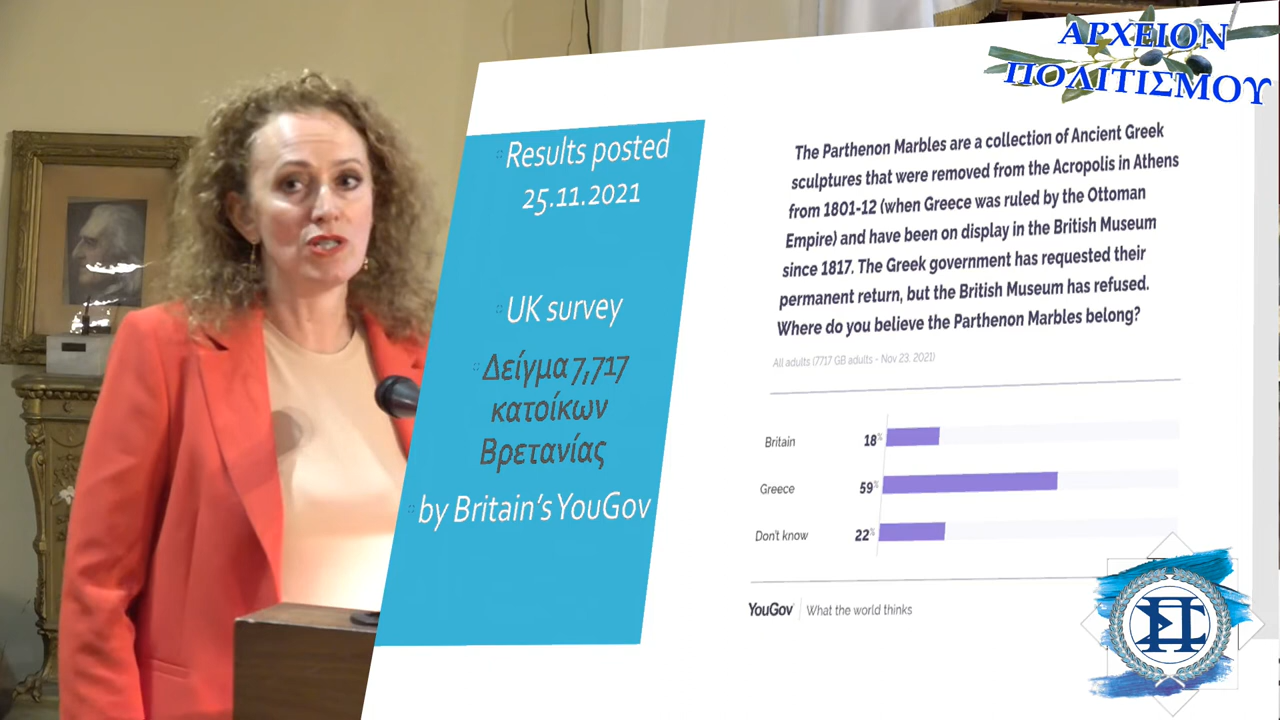 ΑΡΧΕΙΟΝ
ΠΟΛΙΤΙΣΜΟΥ
Results posted
25.11.2021
UK survey
Δείγμα 7,717
κατοίκων
Βρετανίας
by Britain's YouGov
The Parthenon Marbles are a collection of Ancient Greek
sculptures that were removed from the Acropolis in Athens
from 1801-12 (when Greece was ruled by the Ottoman
Empire) and have been on display in the British Museum
since 1817. The Greek government has requested their
permanent return, but the British Museum has refused.
Where do you believe the Parthenon Marbles belong?
All adults (7717 GB adults - Nov 23, 2021)
Britain 18%
Greece 59%
Don't know 22%
YouGov What the world thinks